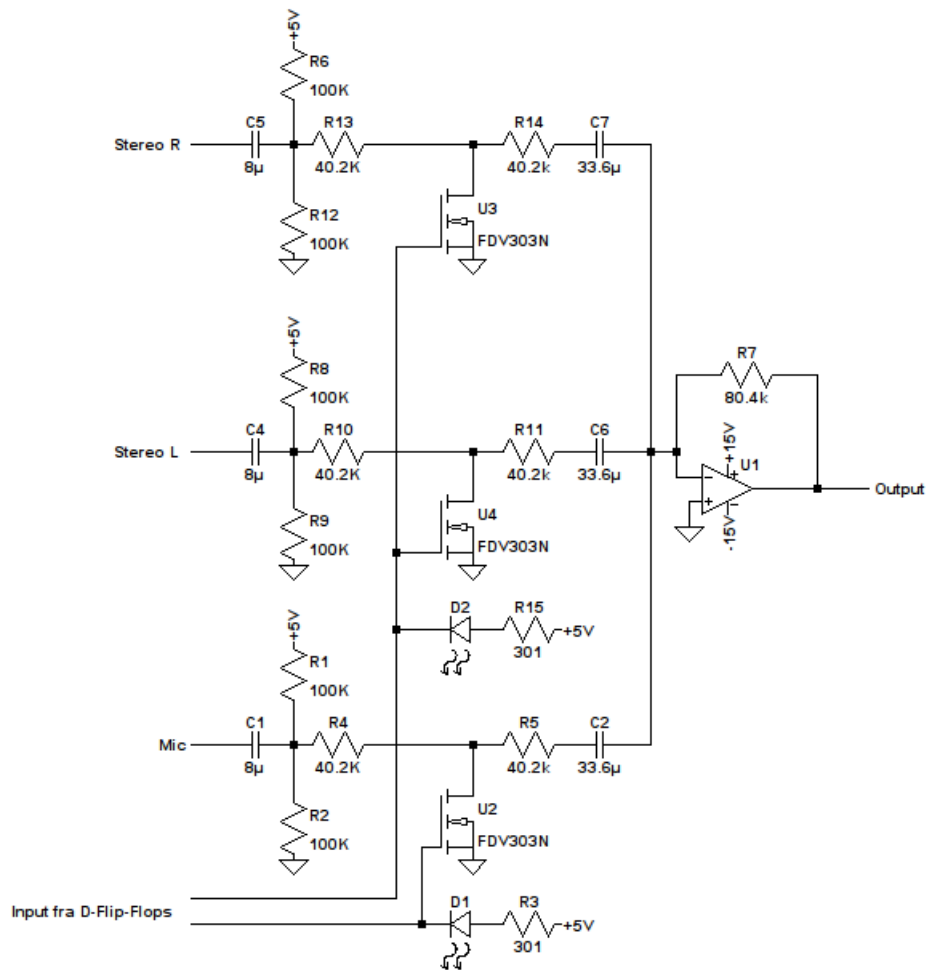 +5V
R6
100K
C5
R13
R14
C7
Stereo R
8µ
40.2K
40.2k
33.6µ
R12
100K
U3
FDV303N
+5V
R8
100K
R7
80.4k
C4
R10
R11
C6
Stereo L
8µ
40.2K
40.2k
33.6µ
+15V
U1
Output
-15V
R9
100K
U4
FDV303N
D2
R15
+5V
301
+5V
R1
100K
C1
R4
R5
C2
Mic
8µ
40.2K
40.2k
33.6µ
R2
100K
U2
FDV303N
Input fra D-Flip-Flops
D1
R3
+5V
301